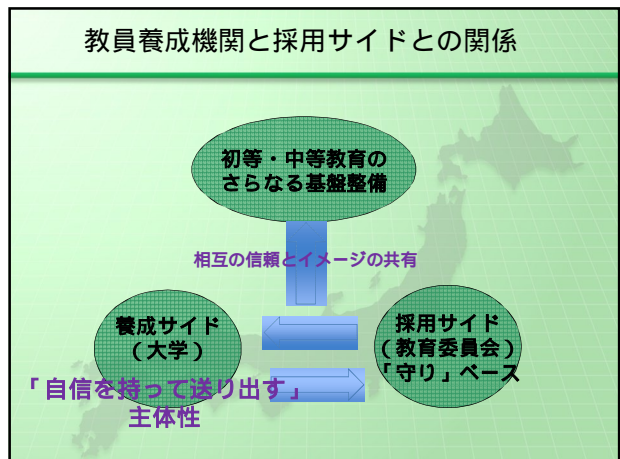 教員養成機関と採用サイドとの関係
初等・中等教育の
さらなる基盤整備
相互の信頼とイメージの共有
養成サイド
（大学）
採用サイド
（教育委員会）
「守り」ベース
「自信を持って送り出す」
主体性